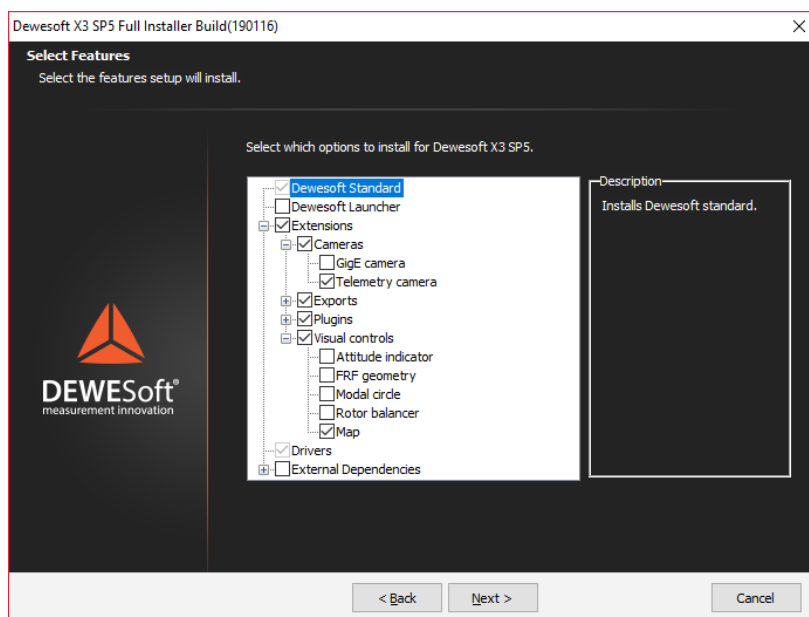 Dewesoft X3 SP5 Full Installer Build(190116)
Select Features
Select the features setup will install.
Select which options to install for Dewesoft X3 SP5.
Dewesoft Standard
Dewesoft Launcher
Extensions
Cameras
GigE camera
Telemetry camera
Exports
Plugins
Visual controls
Attitude indicator
FRF geometry
Modal circle
Rotor balancer
Map
Drivers
External Dependencies
Description
Installs Dewesoft standard.
DEWESoft®
measurement innovation
< Back
Next >
Cancel